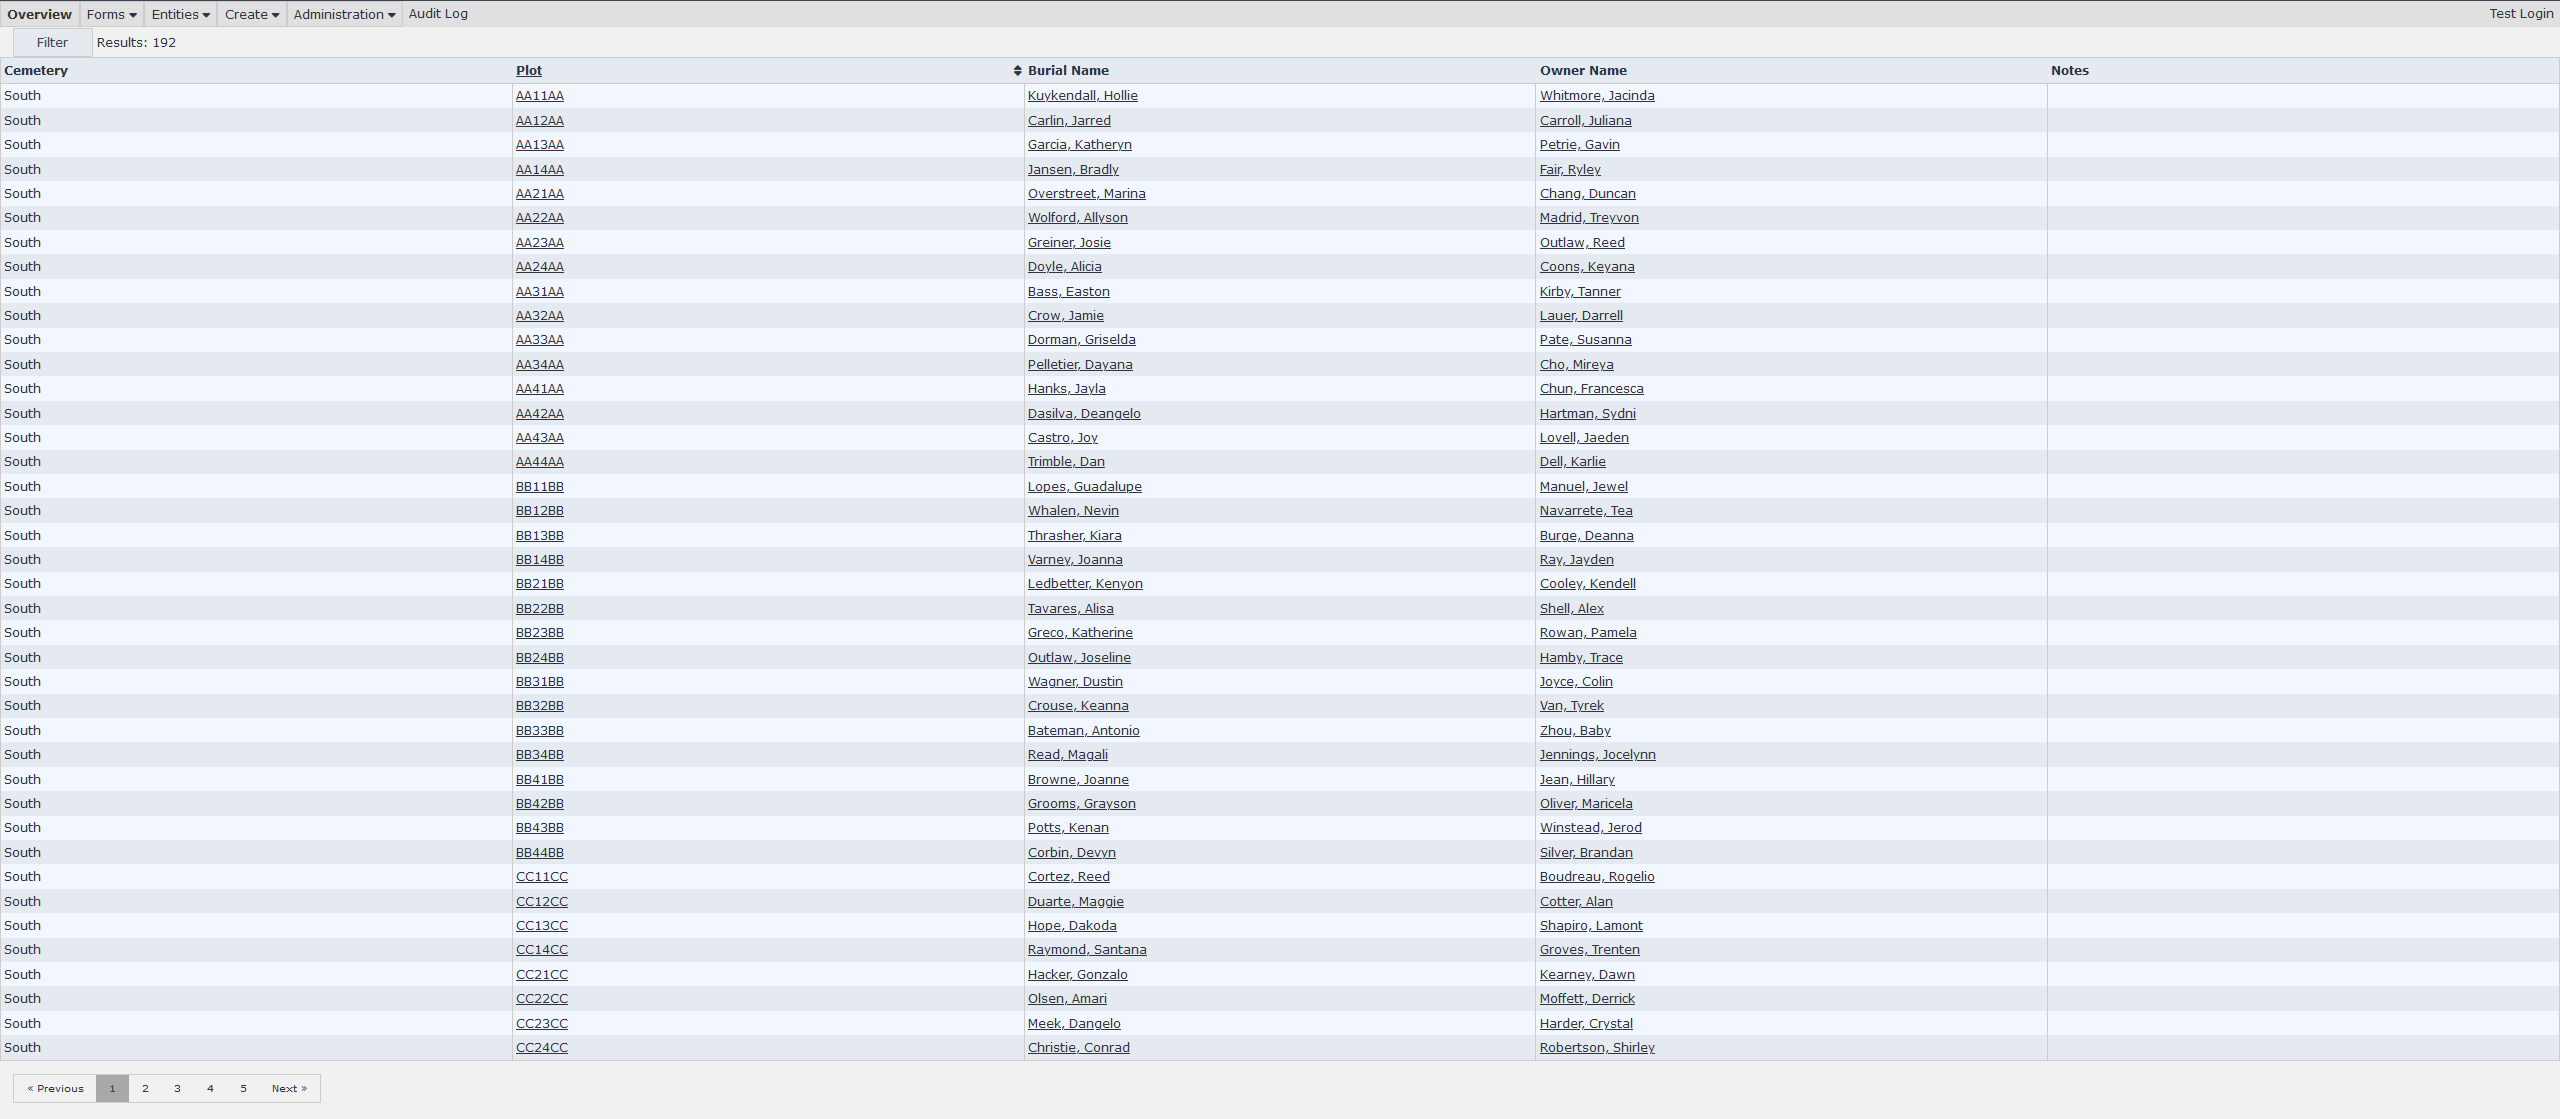 Overview Forms Entities Create Administration Audit Log Test Login
Filter Results: 192
Cemetery Plot Burial Name Owner Name Notes
South AA11AA Kuykendall, Hollie Whitmore, Jacinda
South AA12AA Carlin, Jarred Carroll, Juliana
South AA13AA Garcia, Katheryn Petrie, Gavin
South AA14AA Jansen, Bradly Fair, Ryley
South AA21AA Overstreet, Marina Chang, Duncan
South AA22AA Wolford, Allyson Madrid, Treyvon
South AA23AA Greiner, Josie Outlaw, Reed
South AA24AA Doyle, Alicia Coons, Keyana
South AA31AA Bass, Easton Kirby, Tanner
South AA32AA Crow, Jamie Lauer, Darrell
South AA33AA Dorman, Griselda Pate, Susanna
South AA34AA Pelletier, Dayana Cho, Mireya
South AA41AA Hanks, Jayla Chun, Francesca
South AA42AA Dasilva, Deangelo Hartman, Sydni
South AA43AA Castro, Joy Lovell, Jaeden
South AA44AA Trimble, Dan Dell, Karlie
South BB11BB Lopes, Guadalupe Manuel, Jewel
South BB12BB Whalen, Nevin Navarrete, Tea
South BB13BB Thrasher, Kiara Burge, Deanna
South BB14BB Varney, Joanna Ray, Jayden
South BB21BB Ledbetter, Kenyon Cooley, Kendell
South BB22BB Tavares, Alisa Shell, Alex
South BB23BB Greco, Katherine Rowan, Pamela
South BB24BB Outlaw, Joseline Hamby, Trace
South BB31BB Wagner, Dustin Joyce, Colin
South BB32BB Crouse, Keanna Van, Tyrek
South BB33BB Bateman, Antonio Zhou, Baby
South BB34BB Read, Magali Jennings, Jocelynn
South BB41BB Browne, Joanne Jean, Hillary
South BB42BB Grooms, Grayson Oliver, Maricela
South BB43BB Potts, Kenan Winstead, Jerod
South BB44BB Corbin, Devyn Silver, Brandan
South CC11CC Cortez, Reed Boudreau, Rogelio
South CC12CC Duarte, Maggie Cotter, Alan
South CC13CC Hope, Dakoda Shapiro, Lamont
South CC14CC Raymond, Santana Groves, Trenten
South CC21CC Hacker, Gonzalo Kearney, Dawn
South CC22CC Olsen, Amari Moffett, Derrick
South CC23CC Meek, Dangelo Harder, Crystal
South CC24CC Christie, Conrad Robertson, Shirley
« Previous 1 2 3 4 5 Next »